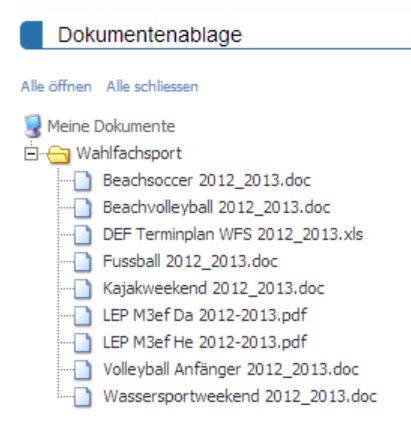 Dokumentenablage
Alle öffnen Alle schliessen
Meine Dokumente
Wahlfachsport
Beachsoccer 2012_2013.doc
Beachvolleyball 2012_2013.doc
DEF Terminplan WFS 2012_2013.xls
Fussball 2012_2013.doc
Kajakweekend 2012_2013.doc
LEP M3ef Da 2012-2013.pdf
LEP M3ef He 2012-2013.pdf
Volleyball Anfänger 2012_2013.doc
Wassersportweekend 2012_2013.doc